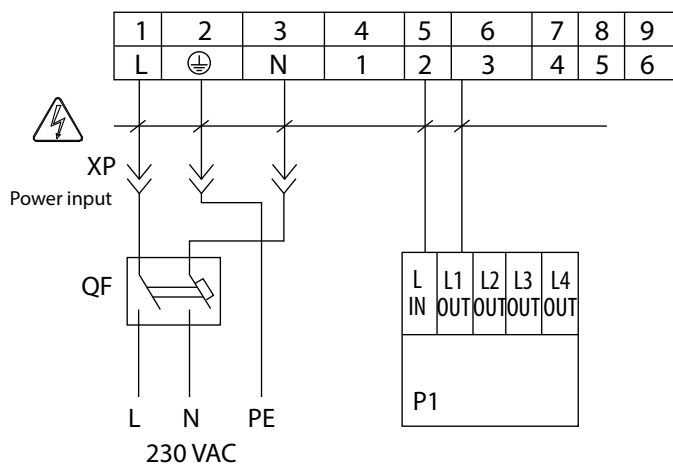 1 2 3 4 5 6 7 8 9
L N 1 2 3 4 5 6
XP
Power input
QF
L IN L1 OUT L2 OUT L3 OUT L4 OUT
P1
L N PE
230 VAC